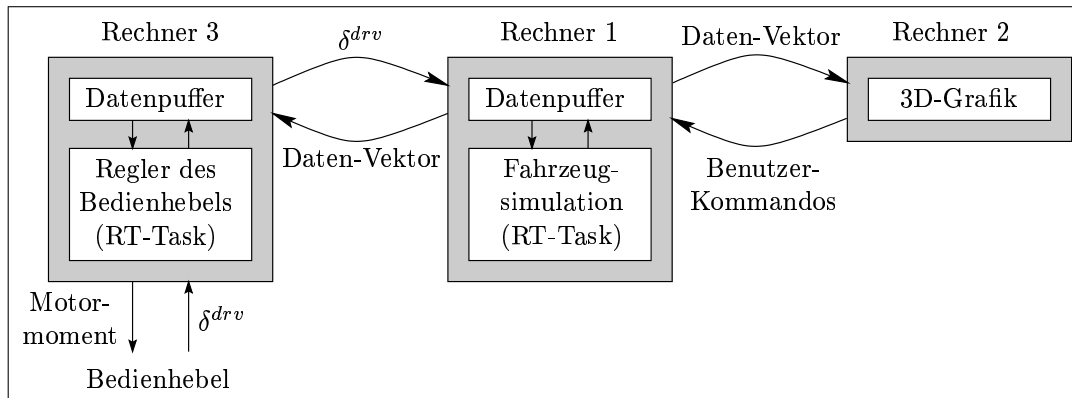 Rechner 3
δ^drv
Rechner 1
Daten-Vektor
Rechner 2
Datenpuffer
Datenpuffer
3D-Grafik
Regler des
Bedienhebels
(RT-Task)
Daten-Vektor
Fahrzeug-
simulation
(RT-Task)
Benutzer-
Kommandos
Motor-
moment
δ^drv
Bedienhebel